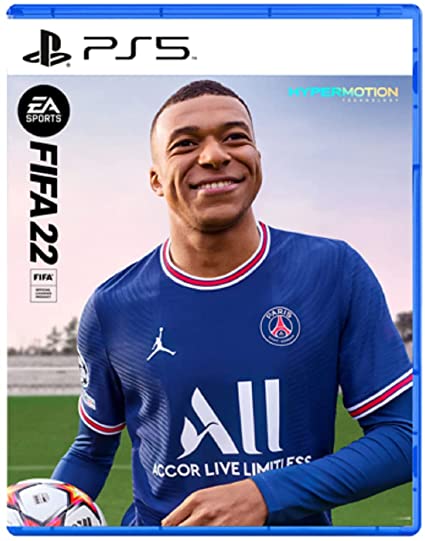 PS5
HYPERMOTION
TECHNOLOGY
EA
SPORTS
FIFA 22
FIFA
OFFICIAL
LICENSED
PRODUCT
PARIS
ALL
ACCOR LIVE LIMITLESS